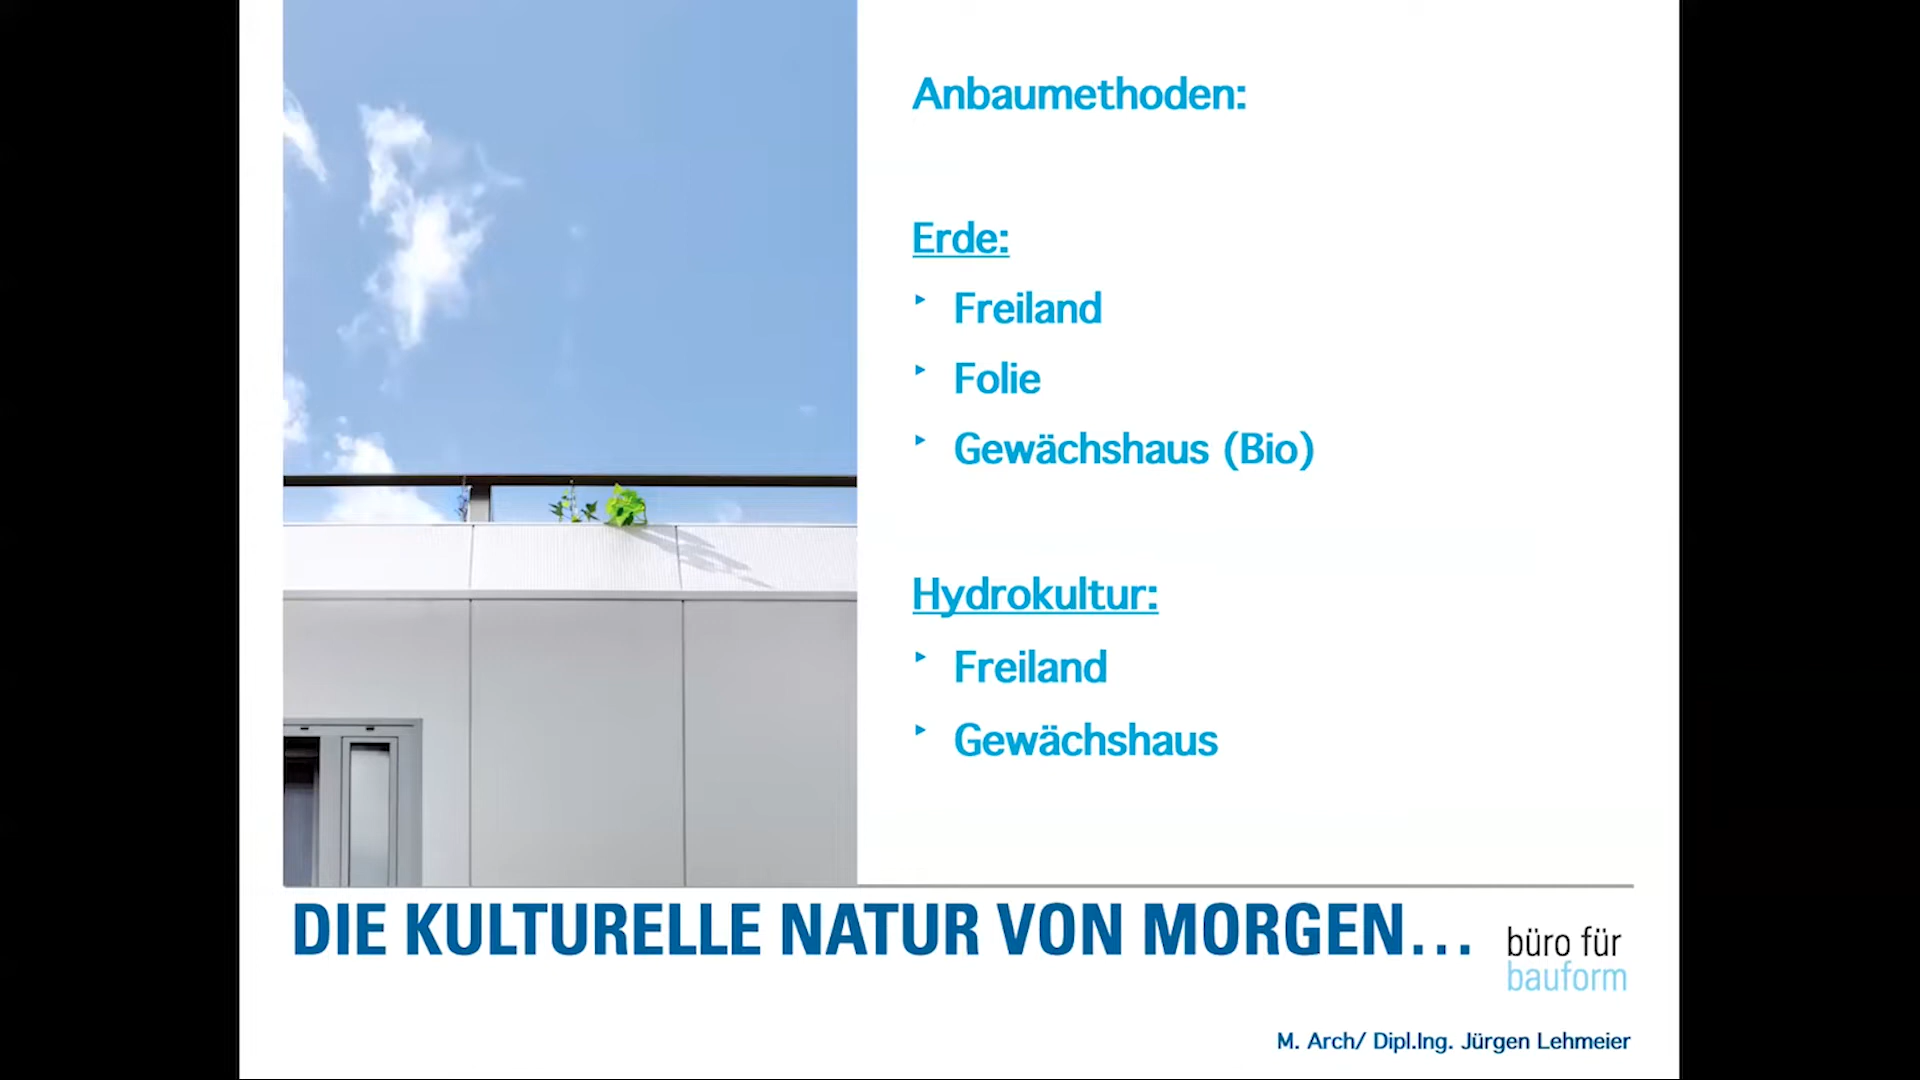 Anbaumethoden:
Erde:
‣ Freiland
‣ Folie
‣ Gewächshaus (Bio)
Hydrokultur:
‣ Freiland
‣ Gewächshaus
DIE KULTURELLE NATUR VON MORGEN...
büro für
bauform
M. Arch/ Dipl.Ing. Jürgen Lehmeier